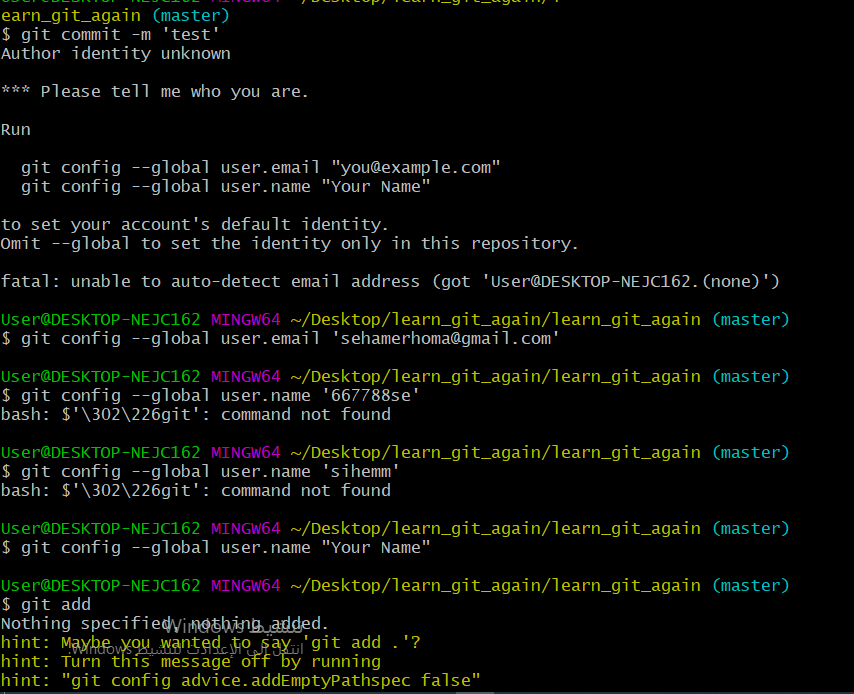 earn_git_again (master)
$ git commit -m 'test'
Author identity unknown
*** Please tell me who you are.
Run
git config --global user.email "you@example.com"
git config --global user.name "Your Name"
to set your account's default identity.
Omit --global to set the identity only in this repository.
fatal: unable to auto-detect email address (got 'User@DESKTOP-NEJC162.(none)')
User@DESKTOP-NEJC162 MINGW64 ~/Desktop/learn_git_again/learn_git_again (master)
$ git config --global user.email 'sehamerhoma@gmail.com'
User@DESKTOP-NEJC162 MINGW64 ~/Desktop/learn_git_again/learn_git_again (master)
$ git config --global user.name '667788se'
bash: $'\302\226git': command not found
User@DESKTOP-NEJC162 MINGW64 ~/Desktop/learn_git_again/learn_git_again (master)
$ git config --global user.name 'sihemm'
bash: $'\302\226git': command not found
User@DESKTOP-NEJC162 MINGW64 ~/Desktop/learn_git_again/learn_git_again (master)
$ git config --global user.name "Your Name"
User@DESKTOP-NEJC162 MINGW64 ~/Desktop/learn_git_again/learn_git_again (master)
$ git add
Nothing specified, nothing added.
تنشيط Windows
hint: Maybe you wanted to say 'git add .'?
انتقل إلى الإعدادات لتنشيط Windows.
hint: Turn this message off by running
hint: "git config advice.addEmptyPathspec false"